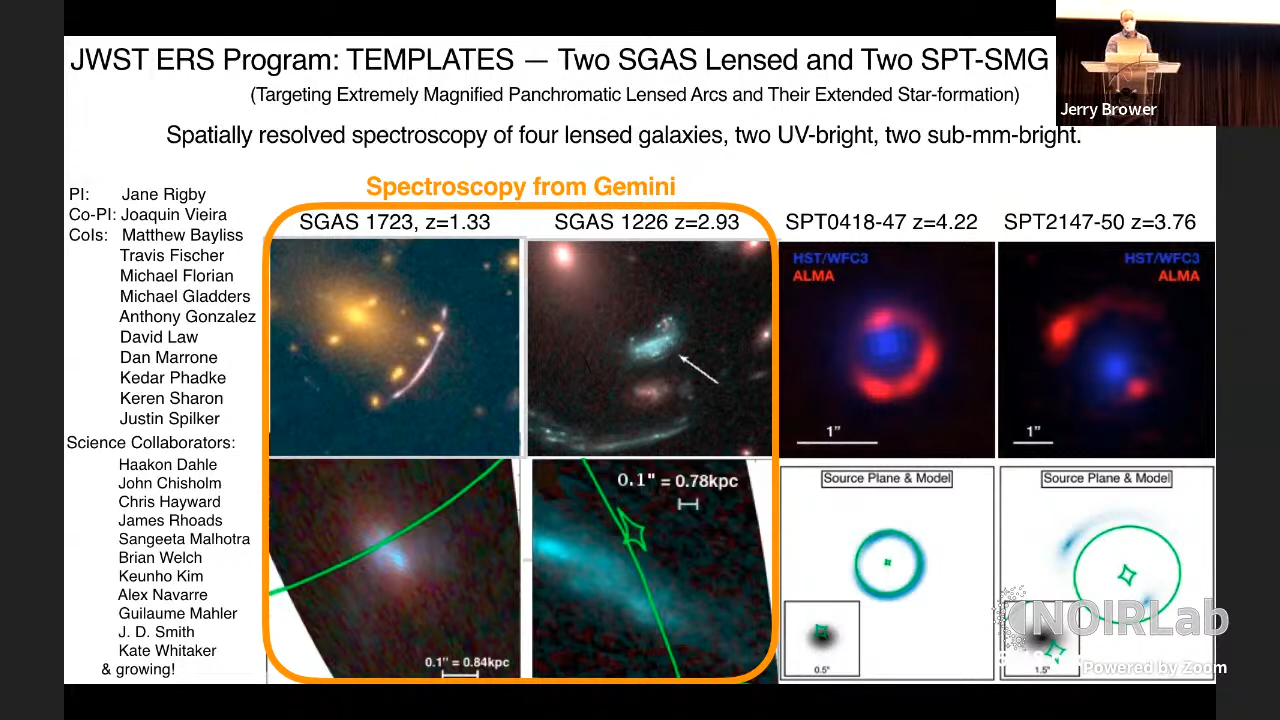 JWST ERS Program: TEMPLATES — Two SGAS Lensed and Two SPT-SMG
(Targeting Extremely Magnified Panchromatic Lensed Arcs and Their Extended Star-formation)
Spatially resolved spectroscopy of four lensed galaxies, two UV-bright, two sub-mm-bright.
Jerry Brower
PI: Jane Rigby
Co-PI: Joaquin Vieira
CoIs: Matthew Bayliss
Travis Fischer
Michael Florian
Michael Gladders
Anthony Gonzalez
David Law
Dan Marrone
Kedar Phadke
Keren Sharon
Justin Spilker
Science Collaborators:
Haakon Dahle
John Chisholm
Chris Hayward
James Rhoads
Sangeeta Malhotra
Brian Welch
Keunho Kim
Alex Navarre
Guilaume Mahler
J. D. Smith
Kate Whitaker
& growing!
Spectroscopy from Gemini
SGAS 1723, z=1.33
SGAS 1226 z=2.93
SPT0418-47 z=4.22
SPT2147-50 z=3.76
HST/WFC3
ALMA
1”
HST/WFC3
ALMA
1”
0.1" = 0.84kpc
0.1" = 0.78kpc
Source Plane & Model
0.5"
Source Plane & Model
1.5"
NOIRLab
Powered by Zoom